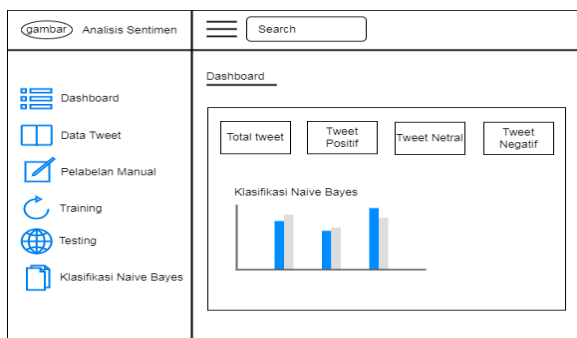 gambar Analisis Sentimen
Search
Dashboard
Data Tweet
Pelabelan Manual
Training
Testing
Klasifikasi Naive Bayes
Dashboard
Total tweet
Tweet
Positif
Tweet Netral
Tweet
Negatif
Klasifikasi Naive Bayes